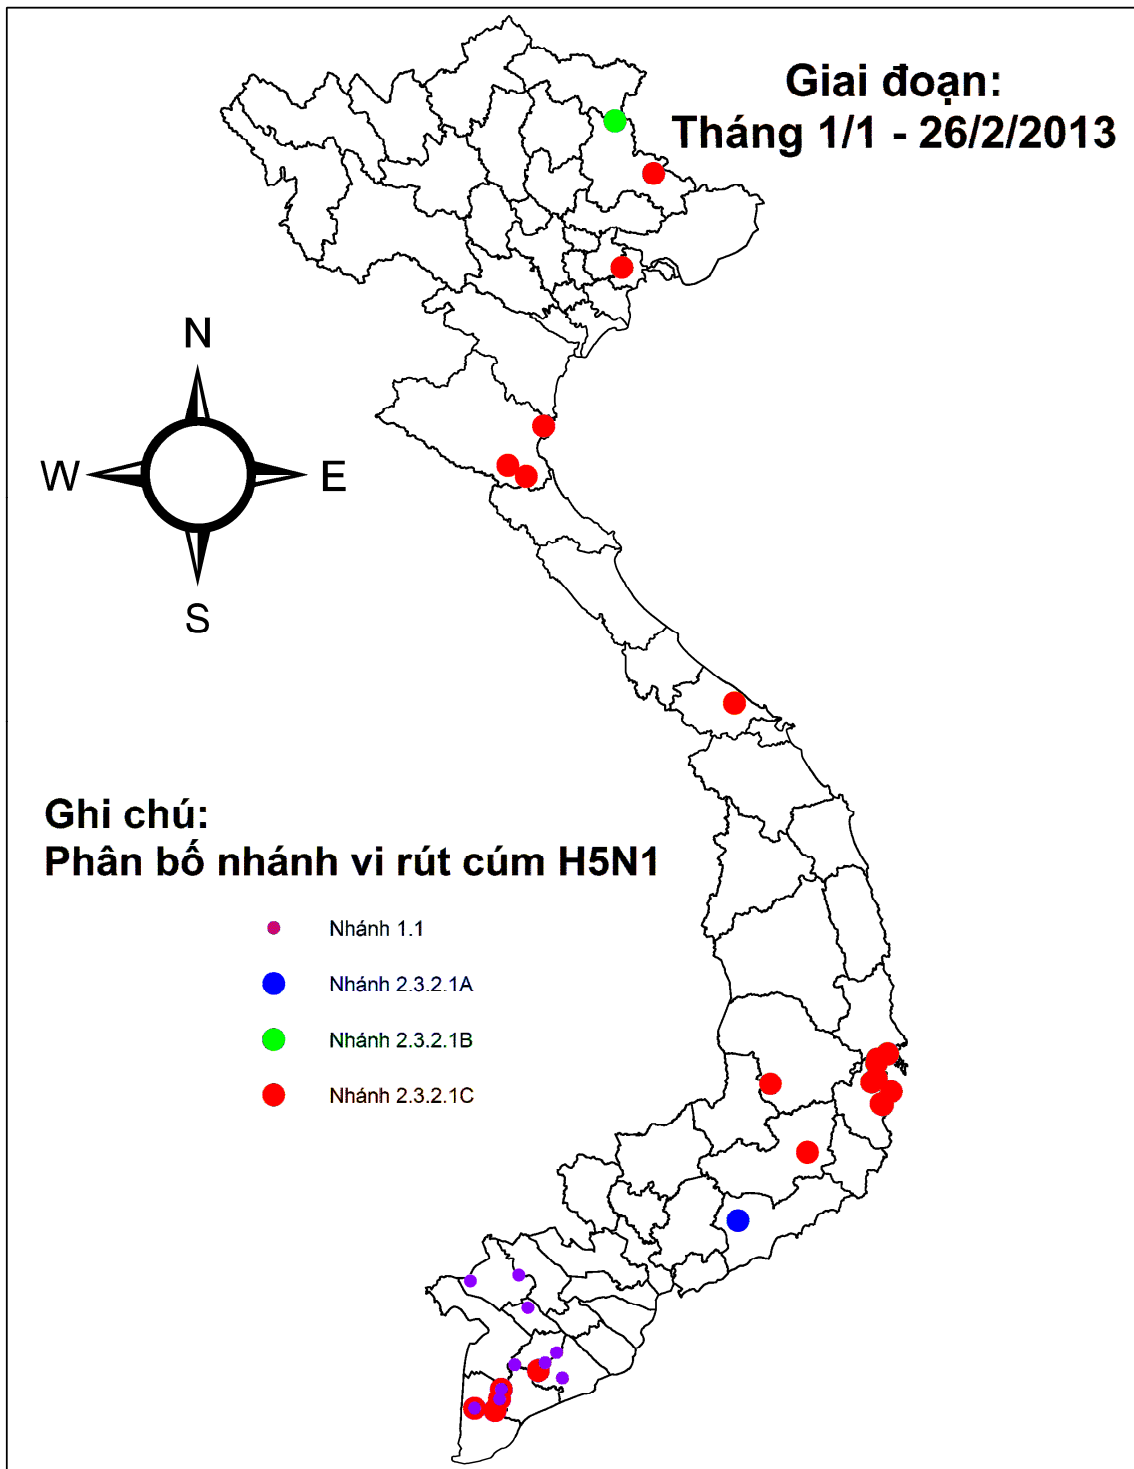 Giai đoạn:
Tháng 1/1 - 26/2/2013
N
W
E
S
Ghi chú:
Phân bố nhánh vi rút cúm H5N1
Nhánh 1.1
Nhánh 2.3.2.1A
Nhánh 2.3.2.1B
Nhánh 2.3.2.1C